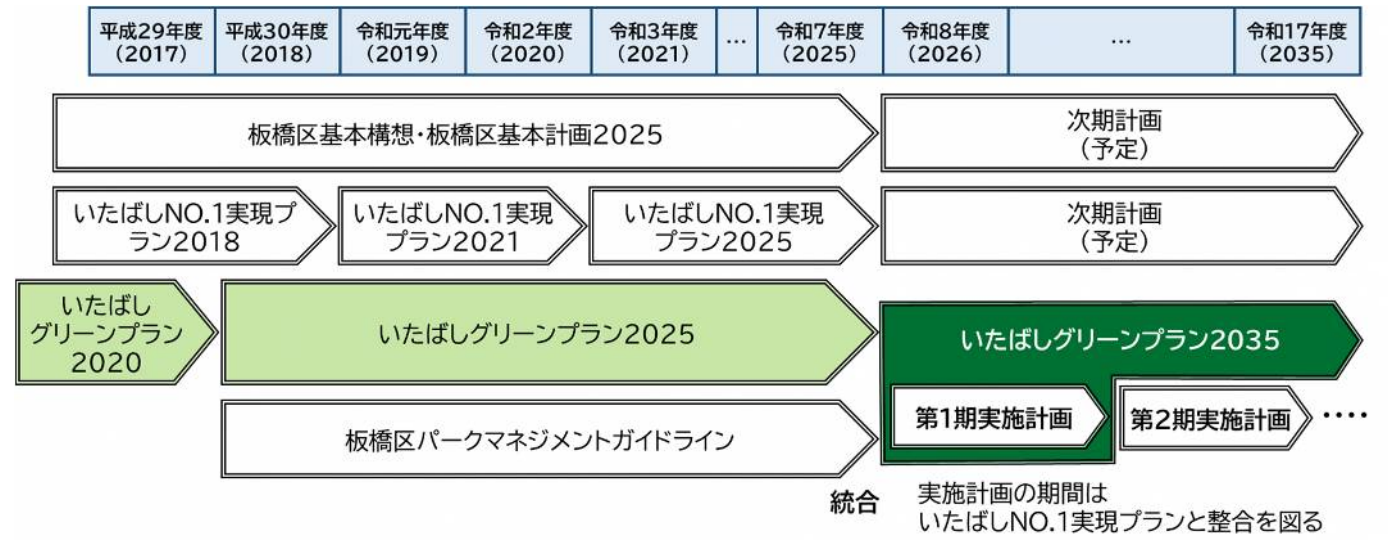 平成29年度
(2017)
平成30年度
(2018)
令和元年度
(2019)
令和2年度
(2020)
令和3年度
(2021)
…
令和7年度
(2025)
令和8年度
(2026)
…
令和17年度
(2035)
板橋区基本構想・板橋区基本計画2025
次期計画
(予定)
いたばしNO.1実現プ
ラン2018
いたばしNO.1実現
プラン2021
いたばしNO.1実現
プラン2025
次期計画
(予定)
いたばし
グリーンプラン
2020
いたばしグリーンプラン2025
いたばしグリーンプラン2035
板橋区パークマネジメントガイドライン
第1期実施計画
第2期実施計画
••••
統合
実施計画の期間は
いたばしNO.1実現プランと整合を図る